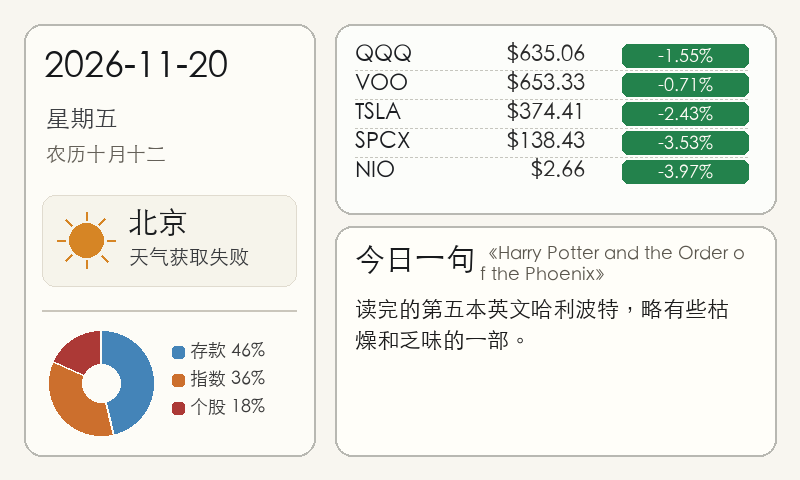 2026-11-20
星期五
农历十月十二
北京
天气获取失败
存款 46%
指数 36%
个股 18%
QQQ $635.06 -1.55%
VOO $653.33 -0.71%
TSLA $374.41 -2.43%
SPCX $138.43 -3.53%
NIO $2.66 -3.97%
今日一句 《Harry Potter and the Order o
f the Phoenix》
读完的第五本英文哈利波特，略有些枯
燥和乏味的一部。